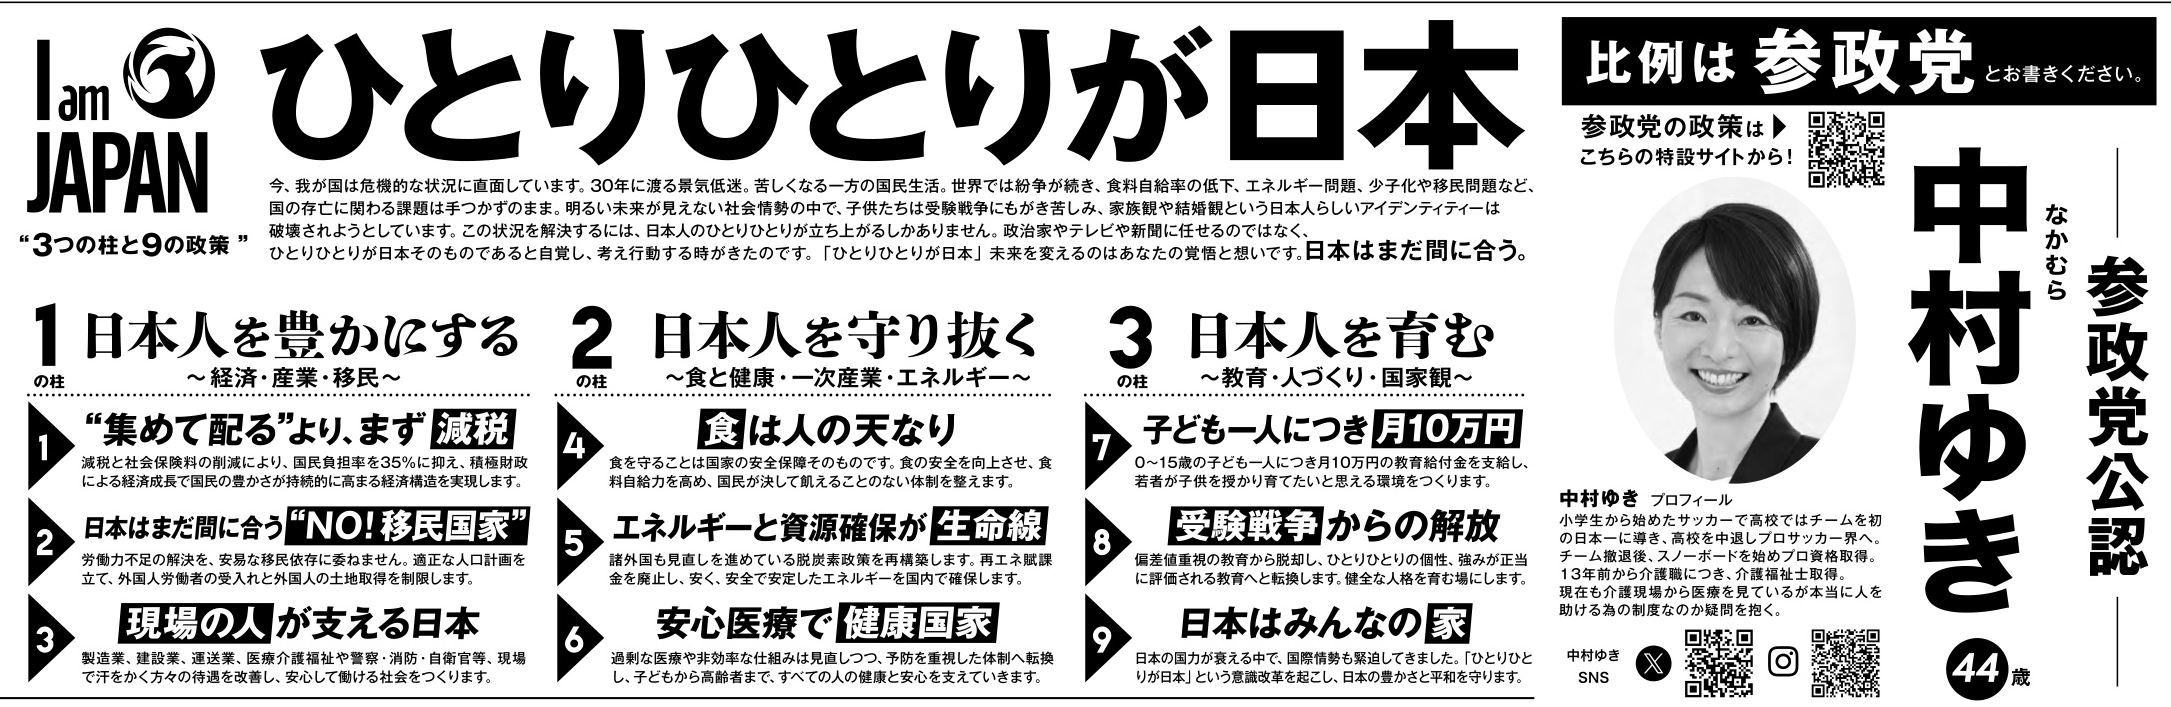 I am
JAPAN
“3つの柱と9の政策”
ひとりひとりが日本
今、我が国は危機的な状況に直面しています。30年に渡る景気低迷。苦しくなる一方の国民生活。世界では紛争が続き、食料自給率の低下、エネルギー問題、少子化や移民問題など、
国の存亡に関わる課題は手つかずのまま。明るい未来が見えない社会情勢の中で、子供たちは受験戦争にもがき苦しみ、家族観や結婚観という日本人らしいアイデンティティーは
破壊されようとしています。この状況を解決するには、日本人のひとりひとりが立ち上がるしかありません。政治家やテレビや新聞に任せるのではなく、
ひとりひとりが日本そのものであると自覚し、考え行動する時がきたのです。「ひとりひとりが日本」未来を変えるのはあなたの覚悟と想いです。日本はまだ間に合う。
1の柱 日本人を豊かにする
～経済・産業・移民～
1 “集めて配る”より、まず減税
減税と社会保険料の削減により、国民負担率を35%に抑え、積極財政
による経済成長で国民の豊かさが持続的に高まる経済構造を実現します。
2 日本はまだ間に合う“NO!移民国家”
労働力不足の解決を、安易な移民依存に委ねません。適正な人口計画を
立て、外国人労働者の受入れと外国人の土地取得を制限します。
3 現場の人が支える日本
製造業、建設業、運送業、医療介護福祉や警察・消防・自衛官等、現場
で汗をかく方々の待遇を改善し、安心して働ける社会をつくります。
2の柱 日本人を守り抜く
～食と健康・一次産業・エネルギー～
4 食は人の天なり
食を守ることは国家の安全保障そのものです。食の安全を向上させ、食
料自給力を高め、国民が決して飢えることのない体制を整えます。
5 エネルギーと資源確保が生命線
諸外国も見直しを進めている脱炭素政策を再構築します。再エネ賦課
金を廃止し、安く、安全で安定したエネルギーを国内で確保します。
6 安心医療で健康国家
過剰な医療や非効率な仕組みは見直しつつ、予防を重視した体制へ転換
し、子どもから高齢者まで、すべての人の健康と安心を支えていきます。
3の柱 日本人を育む
～教育・人づくり・国家観～
7 子ども一人につき月10万円
0～15歳の子ども一人につき月10万円の教育給付金を支給し、
若者が子供を授かり育てたいと思える環境をつくります。
8 受験戦争からの解放
偏差値重視の教育から脱却し、ひとりひとりの個性、強みが正当
に評価される教育へと転換します。健全な人格を育む場にします。
9 日本はみんなの家
日本の国力が衰える中で、国際情勢も緊迫してきました。「ひとりひと
りが日本」という意識改革を起こし、日本の豊かさと平和を守ります。
比例は参政党とお書きください。
参政党の政策は▶
こちらの特設サイトから!
参政党公認
なかむら
中村ゆき
44歳
中村ゆき プロフィール
小学生から始めたサッカーで高校ではチームを初
の日本一に導き、高校を中退しプロサッカー界へ。
チーム撤退後、スノーボードを始めプロ資格取得。
13年前から介護職につき、介護福祉士取得。
現在も介護現場から医療を見ているが本当に人を
助ける為の制度なのか疑問を抱く。
中村ゆき
SNS